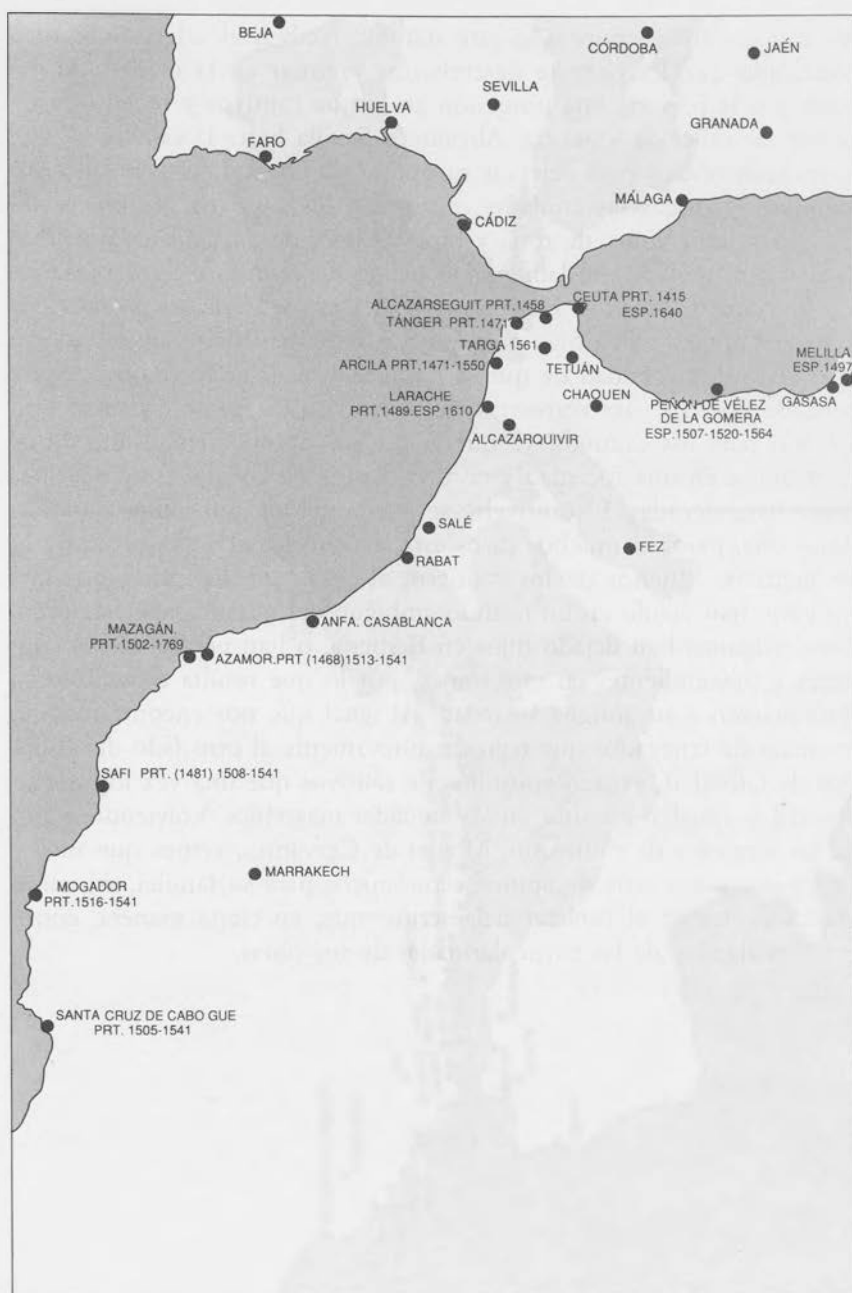 BEJA
CÓRDOBA
JAÉN
SEVILLA
HUELVA
GRANADA
FARO
MÁLAGA
CÁDIZ
ALCAZARSEGUIT PRT.1458
CEUTA PRT. 1415
ESP.1640
TÁNGER PRT.1471
TARGA 1561
MELILLA
ESP.1497
ARCILA PRT.1471-1550
TETUÁN
LARACHE
PRT.1489.ESP.1610
CHAOUEN
PEÑÓN DE VÉLEZ
DE LA GOMERA
ESP.1507-1520-1564
GASASA
ALCAZARQUIVIR
SALÉ
FEZ
RABAT
ANFA. CASABLANCA
MAZAGÁN.
PRT.1502-1769
AZAMOR.PRT (1468)1513-1541
SAFI PRT. (1481) 1508-1541
MARRAKECH
MOGADOR
PRT.1516-1541
SANTA CRUZ DE CABO GUE
PRT. 1505-1541